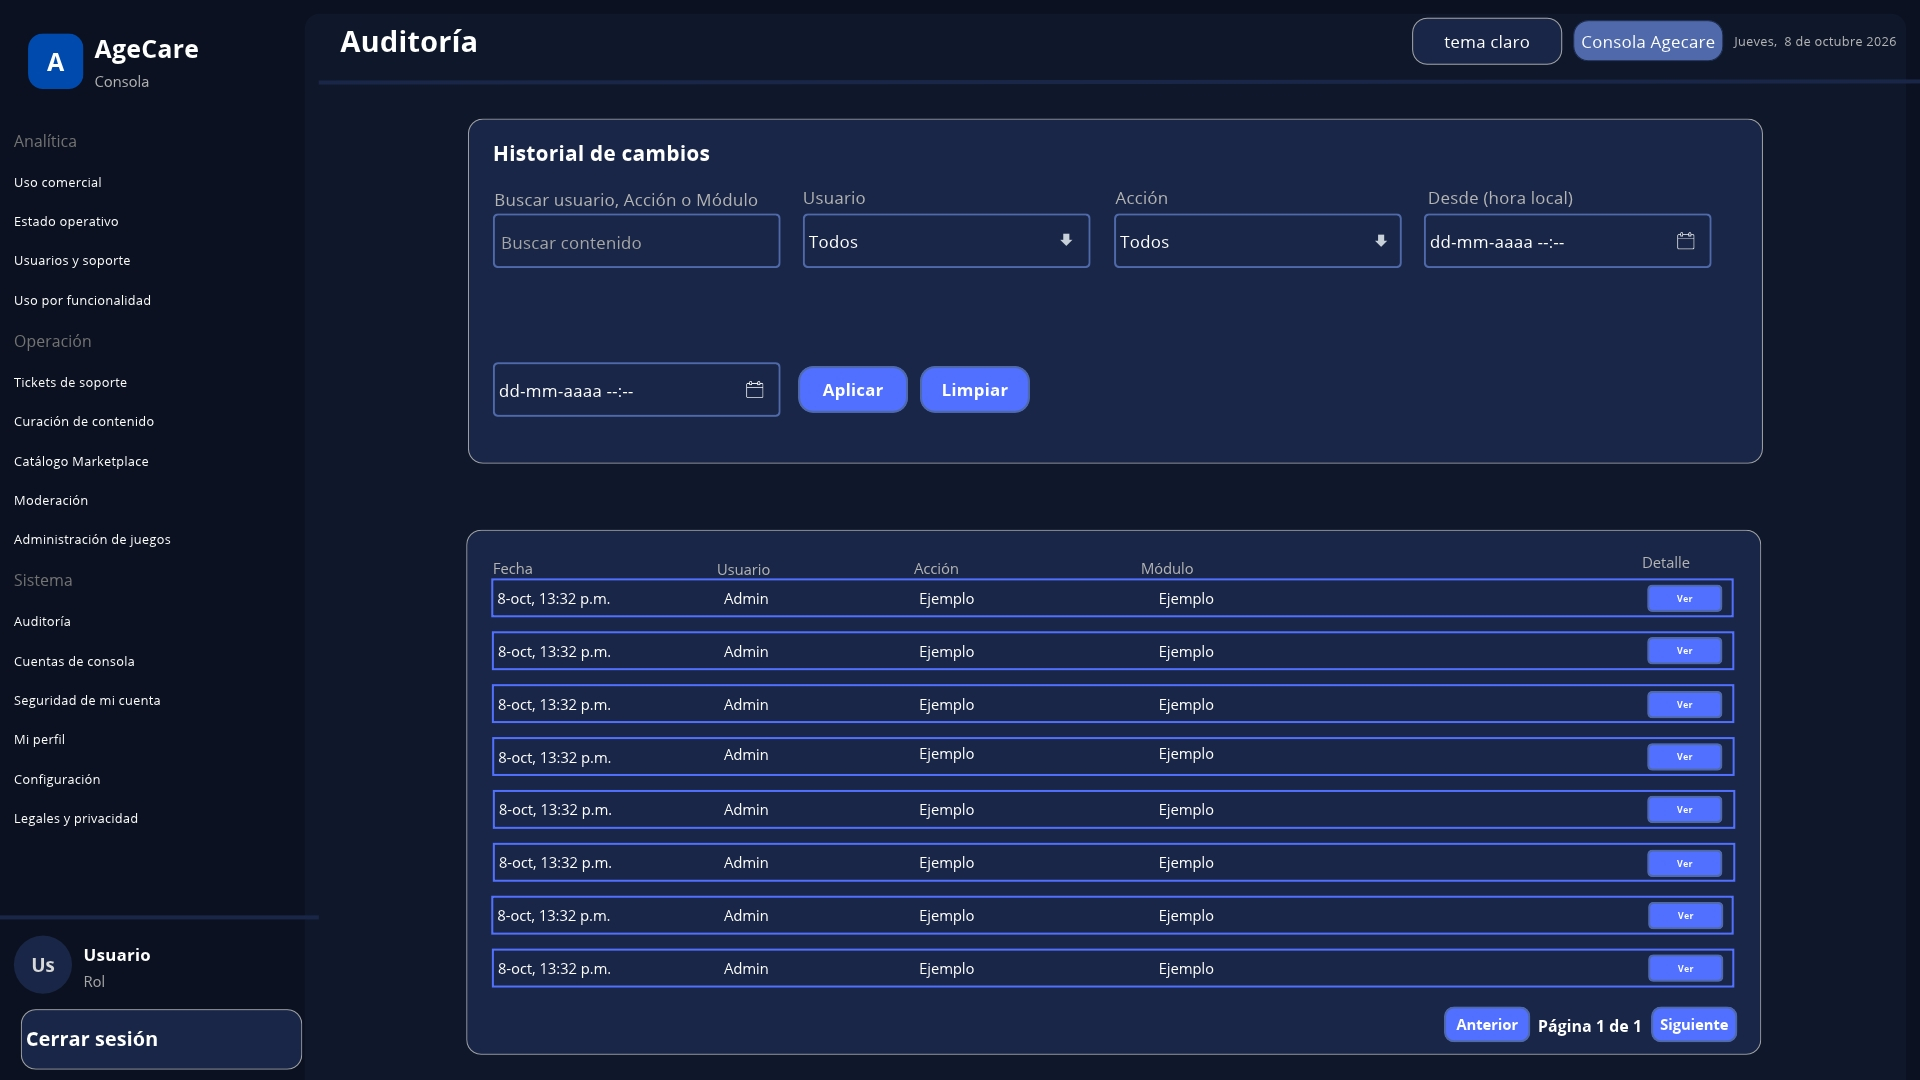 A
AgeCare
Consola
Analítica
Uso comercial
Estado operativo
Usuarios y soporte
Uso por funcionalidad
Operación
Tickets de soporte
Curación de contenido
Catálogo Marketplace
Moderación
Administración de juegos
Sistema
Auditoría
Cuentas de consola
Seguridad de mi cuenta
Mi perfil
Configuración
Legales y privacidad
Us
Usuario
Rol
Cerrar sesión
Auditoría
tema claro
Consola Agecare
Jueves, 8 de octubre 2026
Historial de cambios
Buscar usuario, Acción o Módulo
Usuario
Acción
Desde (hora local)
Buscar contenido
Todos
Todos
dd-mm-aaaa --:--
dd-mm-aaaa --:--
Aplicar
Limpiar
Fecha Usuario Acción Módulo Detalle
8-oct, 13:32 p.m. Admin Ejemplo Ejemplo Ver
8-oct, 13:32 p.m. Admin Ejemplo Ejemplo Ver
8-oct, 13:32 p.m. Admin Ejemplo Ejemplo Ver
8-oct, 13:32 p.m. Admin Ejemplo Ejemplo Ver
8-oct, 13:32 p.m. Admin Ejemplo Ejemplo Ver
8-oct, 13:32 p.m. Admin Ejemplo Ejemplo Ver
8-oct, 13:32 p.m. Admin Ejemplo Ejemplo Ver
8-oct, 13:32 p.m. Admin Ejemplo Ejemplo Ver
Anterior Página 1 de 1 Siguiente